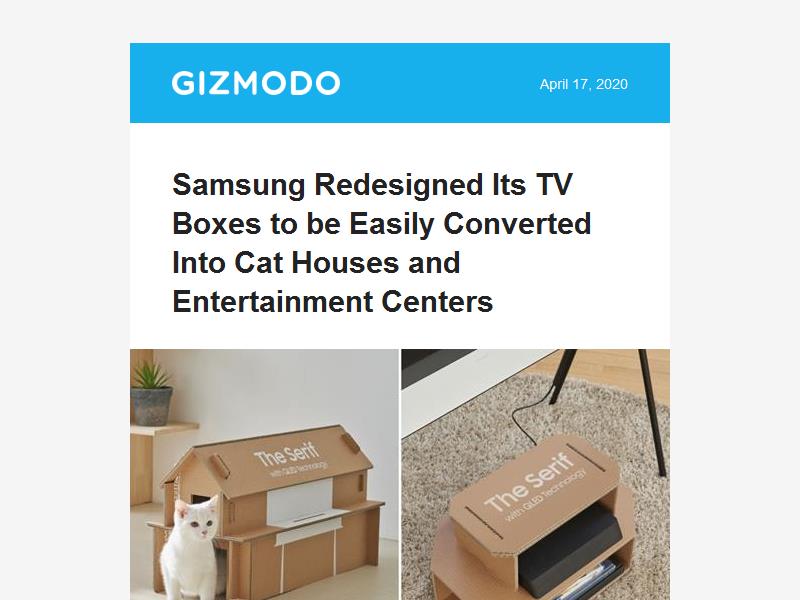 GIZMODO
April 17, 2020
Samsung Redesigned Its TV
Boxes to be Easily Converted
Into Cat Houses and
Entertainment Centers
The Serif
with QLED Technology
The Serif
with QLED Technology